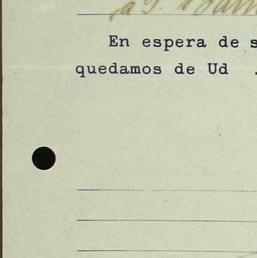 En espera de s
quedamos de Ud .